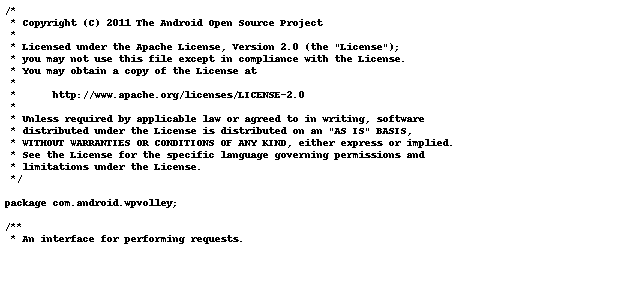 /*
 * Copyright (C) 2011 The Android Open Source Project
 *
 * Licensed under the Apache License, Version 2.0 (the "License");
 * you may not use this file except in compliance with the License.
 * You may obtain a copy of the License at
 *
 *      http://www.apache.org/licenses/LICENSE-2.0
 *
 * Unless required by applicable law or agreed to in writing, software
 * distributed under the License is distributed on an "AS IS" BASIS,
 * WITHOUT WARRANTIES OR CONDITIONS OF ANY KIND, either express or implied.
 * See the License for the specific language governing permissions and
 * limitations under the License.
 */

package com.android.wpvolley;

/**
 * An interface for performing requests.